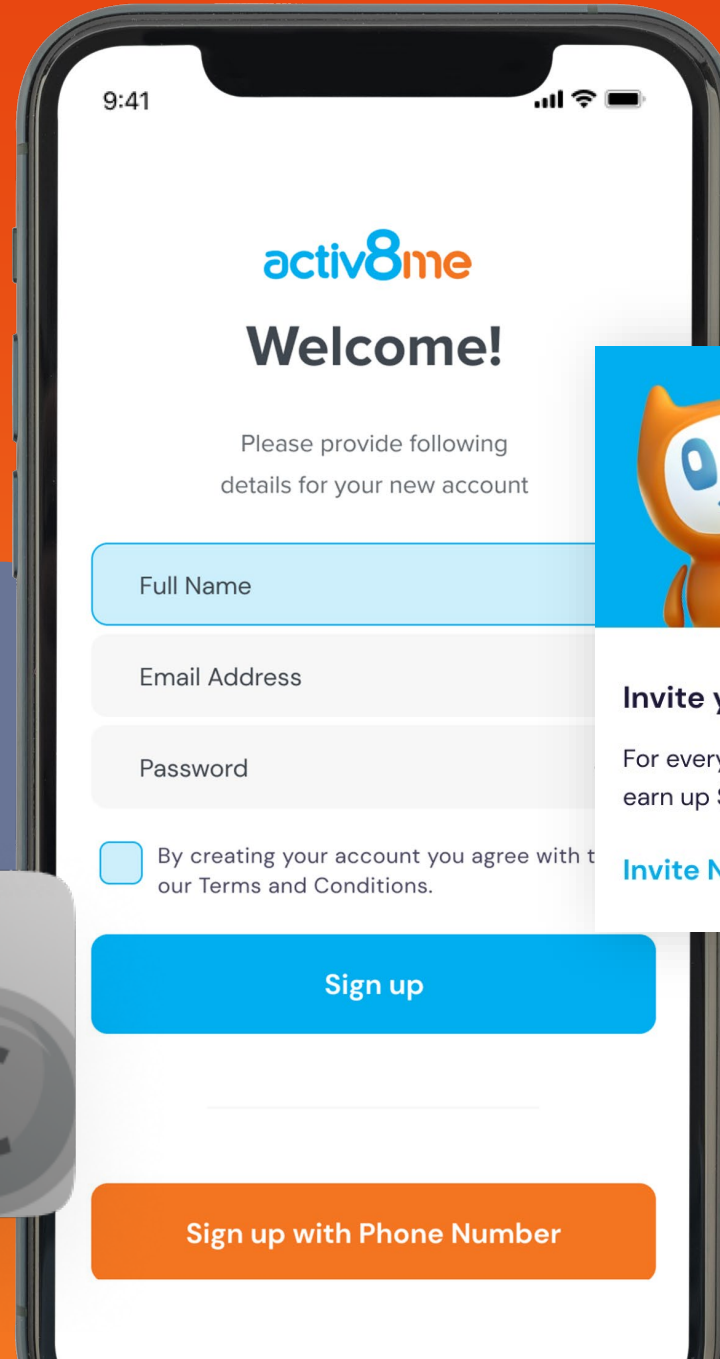 9:41
activ8me
Welcome!
Please provide following
details for your new account
Full Name
Email Address
Password
By creating your account you agree with
our Terms and Conditions.
Sign up
Sign up with Phone Number
Invite
For every
earn up
Invite